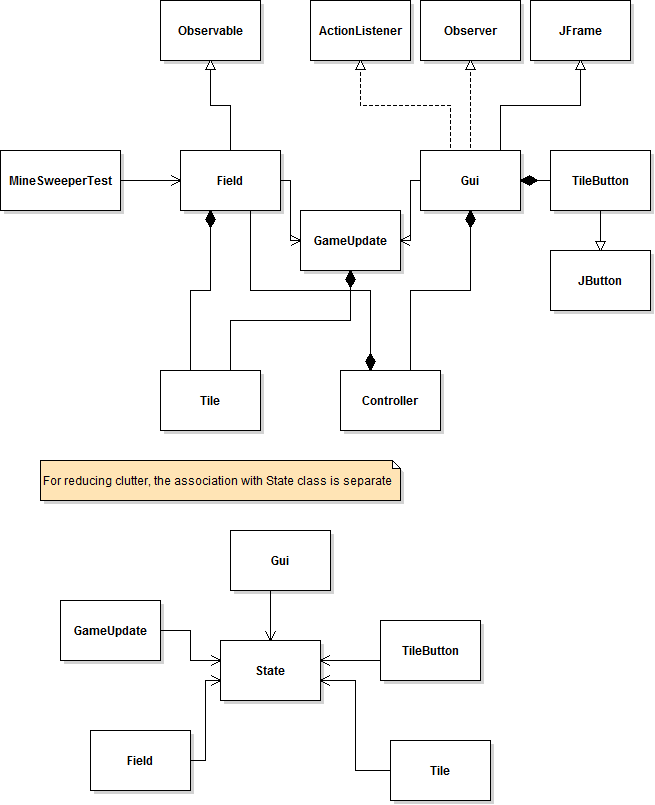 Observable
ActionListener
Observer
JFrame
MineSweeperTest
Field
Gui
TileButton
GameUpdate
JButton
Tile
Controller
For reducing clutter, the association with State class is separate
Gui
GameUpdate
TileButton
State
Field
Tile